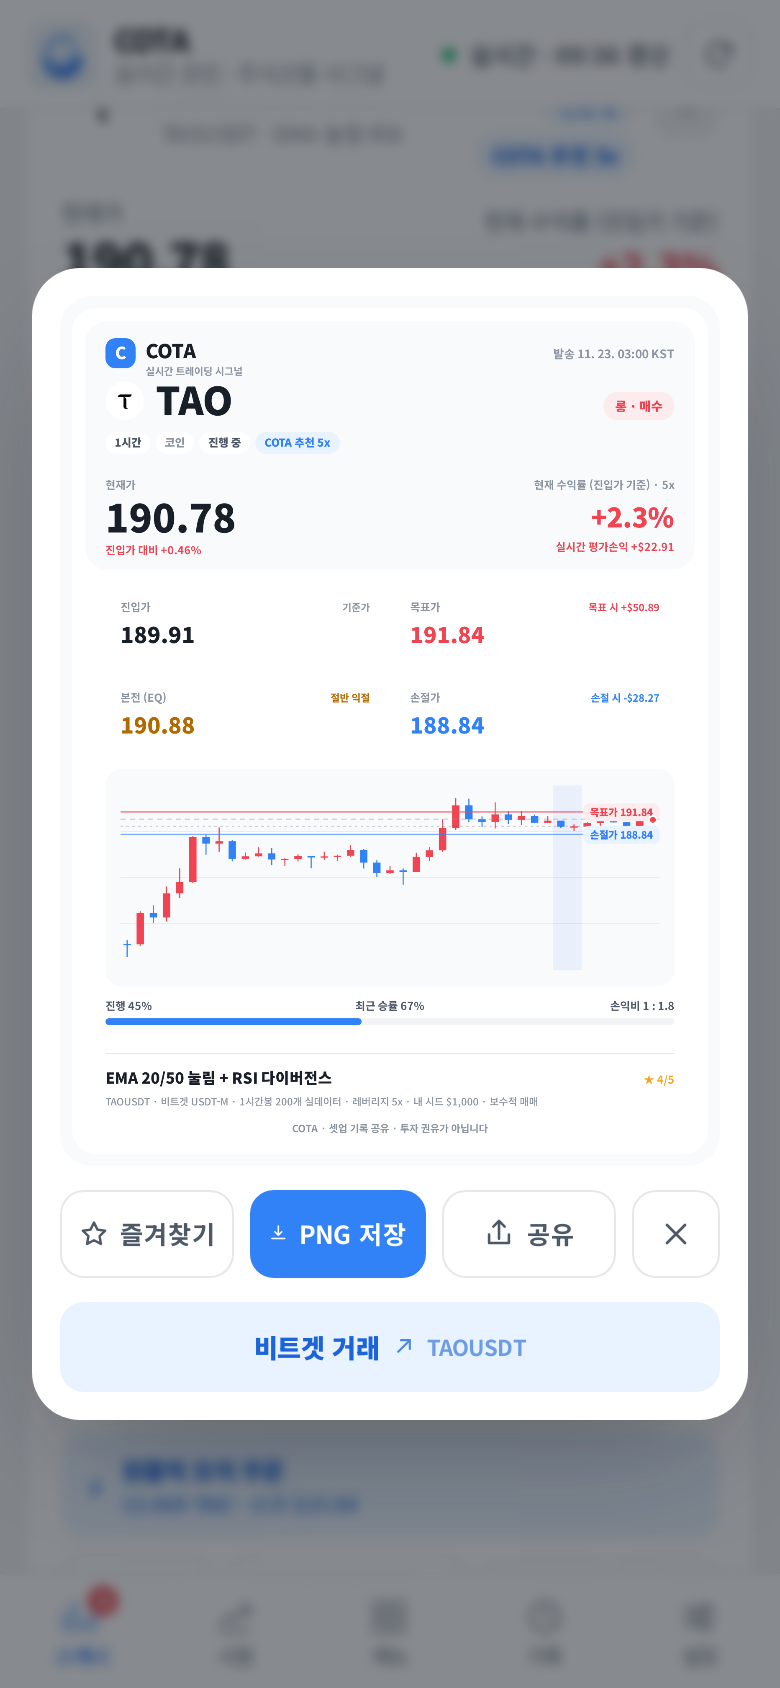 COTA
190.78
C COTA
발송 11. 23. 03:00 KST
실시간 트레이딩 시그널
τ TAO
롱 · 매수
1시간 코인 진행 중 COTA 추천 5x
현재가
현재 수익률 (진입가 기준) · 5x
190.78
+2.3%
진입가 대비 +0.46%
실시간 평가손익 +$22.91
진입가 기준가
189.91
목표가 목표 시 +$50.89
191.84
본전 (EQ) 절반 익절
190.88
손절가 손절 시 -$28.27
188.84
목표가 191.84
손절가 188.84
진행 45% 최근 승률 67% 손익비 1 : 1.8
EMA 20/50 눌림 + RSI 다이버전스
★ 4/5
TAOUSDT · 비트겟 USDT-M · 1시간봉 200개 실데이터 · 레버리지 5x · 내 시드 $1,000 · 보수적 매매
COTA · 셋업 기록 공유 · 투자 권유가 아닙니다
즐겨찾기 PNG 저장 공유
비트겟 거래 TAOUSDT